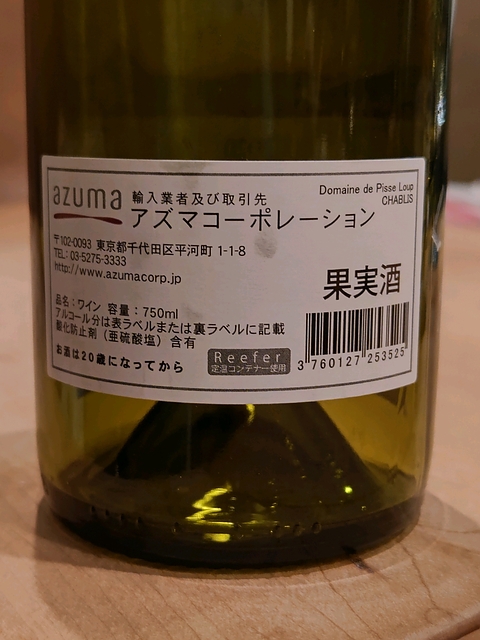 azuma 輸入業者及び取引先
アズマコーポレーション
Domaine de Pisse Loup
CHABLIS
〒102-0093 東京都千代田区平河町 1-1-8
TEL: 03-5275-3333
http://www.azumacorp.jp
果実酒
品名；ワイン 容量：750ml
アルコール分は表ラベルまたは裏ラベルに記載
酸化防止剤（亜硫酸塩）含有
お酒は20歳になってから
Reefer
定温コンテナー使用
3 760127 253525